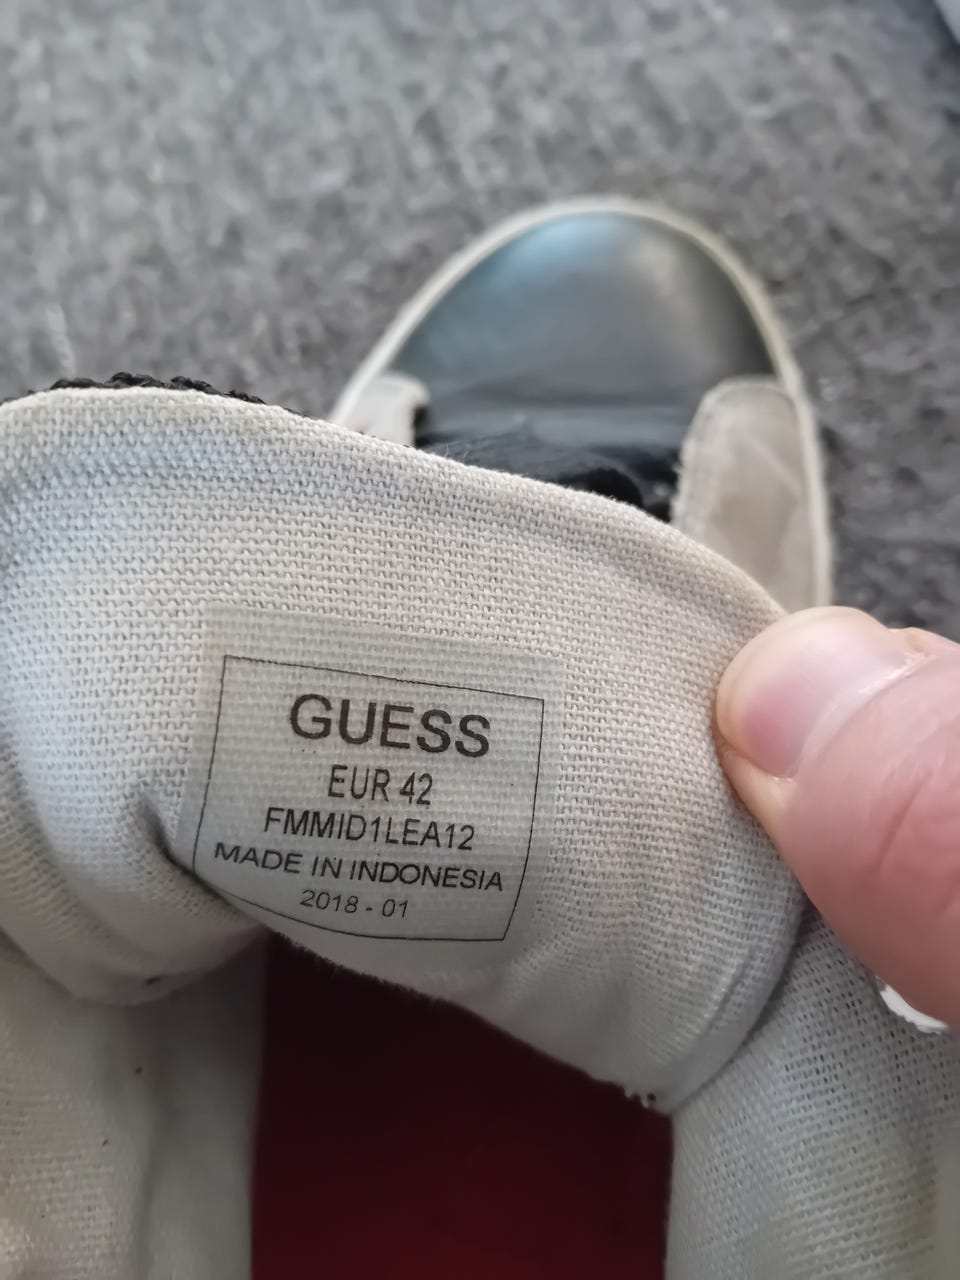 GUESS
EUR 42
FMMID1LEA12
MADE IN INDONESIA
2018 - 01